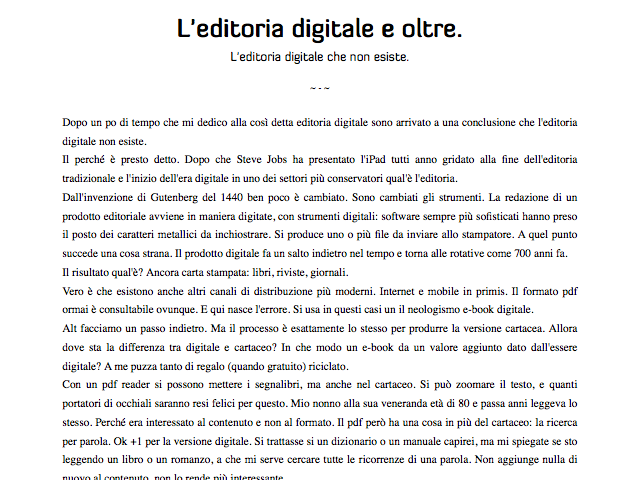 L'editoria digitale e oltre.
L'editoria digitale che non esiste.
~ - ~
Dopo un po di tempo che mi dedico alla così detta editoria digitale sono arrivato a una conclusione che l'editoria
digitale non esiste.
Il perché è presto detto. Dopo che Steve Jobs ha presentato l'iPad tutti anno gridato alla fine dell'editoria
tradizionale e l'inizio dell'era digitale in uno dei settori più conservatori qual'è l'editoria.
Dall'invenzione di Gutenberg del 1440 ben poco è cambiato. Sono cambiati gli strumenti. La redazione di un
prodotto editoriale avviene in maniera digitate, con strumenti digitali: software sempre più sofisticati hanno preso
il posto dei caratteri metallici da inchiostrare. Si produce uno o più file da inviare allo stampatore. A quel punto
succede una cosa strana. Il prodotto digitale fa un salto indietro nel tempo e torna alle rotative come 700 anni fa.
Il risultato qual'è? Ancora carta stampata: libri, riviste, giornali.
Vero è che esistono anche altri canali di distribuzione più moderni. Internet e mobile in primis. Il formato pdf
ormai è consultabile ovunque. E qui nasce l'errore. Si usa in questi casi un il neologismo e-book digitale.
Alt facciamo un passo indietro. Ma il processo è esattamente lo stesso per produrre la versione cartacea. Allora
dove sta la differenza tra digitale e cartaceo? In che modo un e-book da un valore aggiunto dato dall'essere
digitale? A me puzza tanto di regalo (quando gratuito) riciclato.
Con un pdf reader si possono mettere i segnalibri, ma anche nel cartaceo. Si può zoomare il testo, e quanti
portatori di occhiali saranno resi felici per questo. Mio nonno alla sua veneranda età di 80 e passa anni leggeva lo
stesso. Perché era interessato al contenuto e non al formato. Il pdf però ha una cosa in più del cartaceo: la ricerca
per parola. Ok +1 per la versione digitale. Si trattasse si un dizionario o un manuale capirei, ma mi spiegate se sto
leggendo un libro o un romanzo, a che mi serve cercare tutte le ricorrenze di una parola. Non aggiunge nulla di
nuovo al contenuto, non lo rende più interessante.